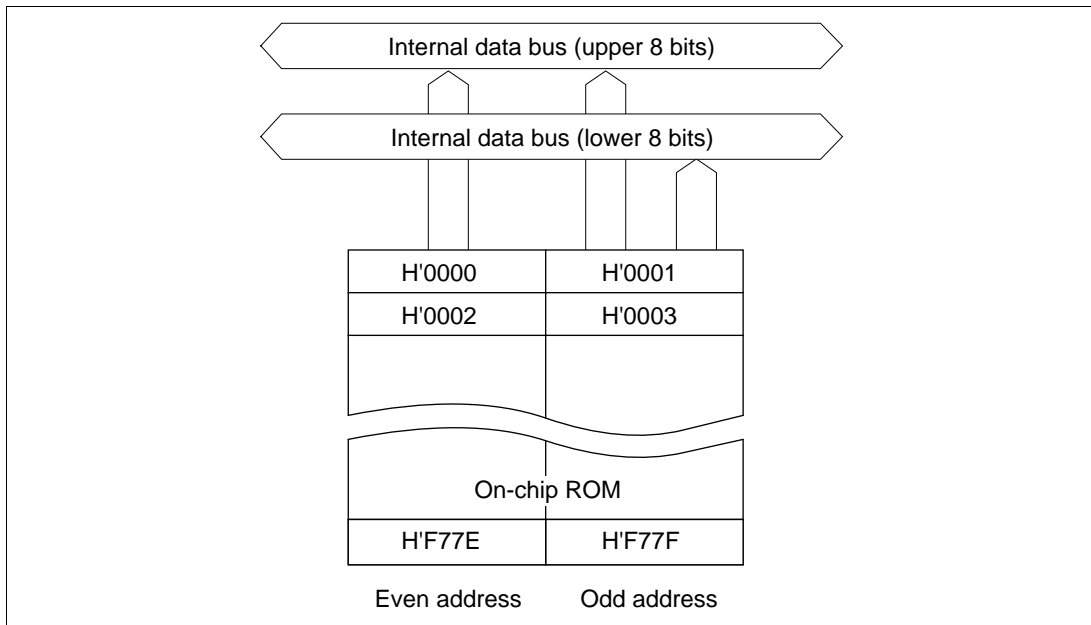 Internal data bus (upper 8 bits)
Internal data bus (lower 8 bits)
H'0000 H'0001
H'0002 H'0003
On-chip ROM
H'F77E H'F77F
Even address Odd address